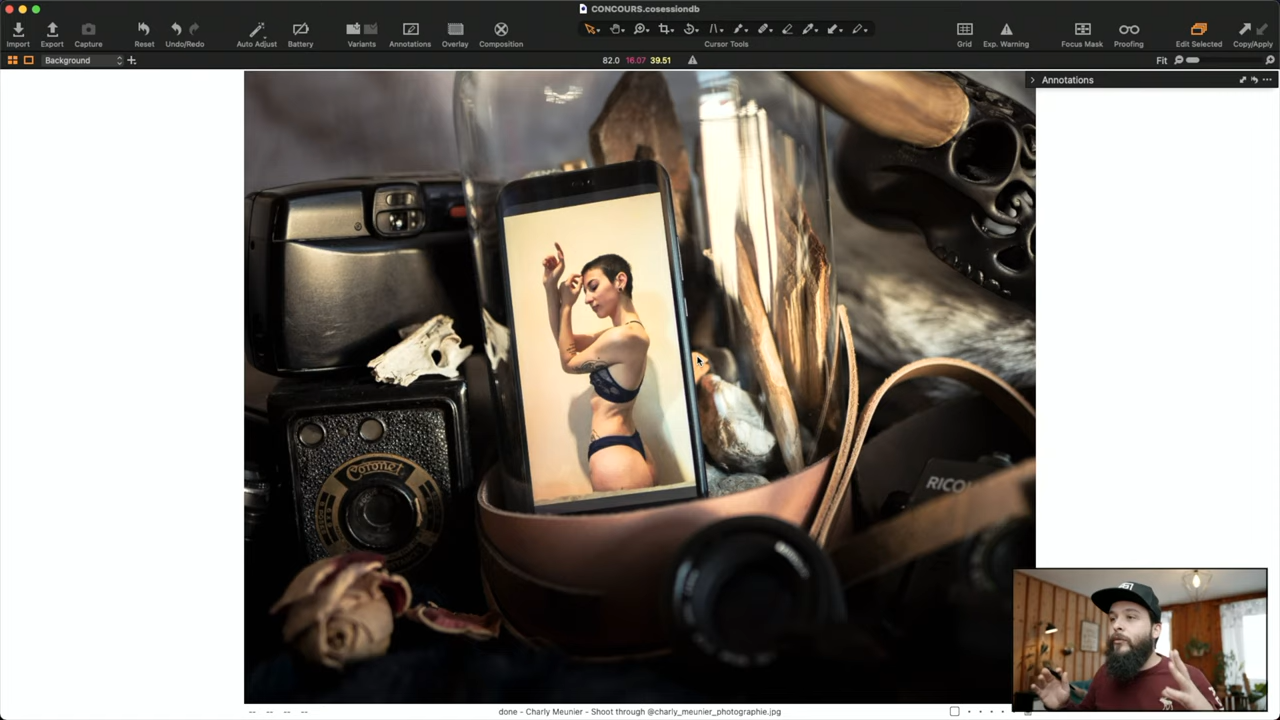 CONCOURS.cosessiondb
Import Export Capture Reset Undo/Redo Auto Adjust Battery Variants Annotations Overlay Composition Cursor Tools Grid Exp. Warning Focus Mask Proofing Edit Selected Copy/Apply
Background 82.0 16.07 39.51 Fit
Annotations
Coronet
RICO
done - Charly Meunier - Shoot through @charly_meunier_photographie.jpg